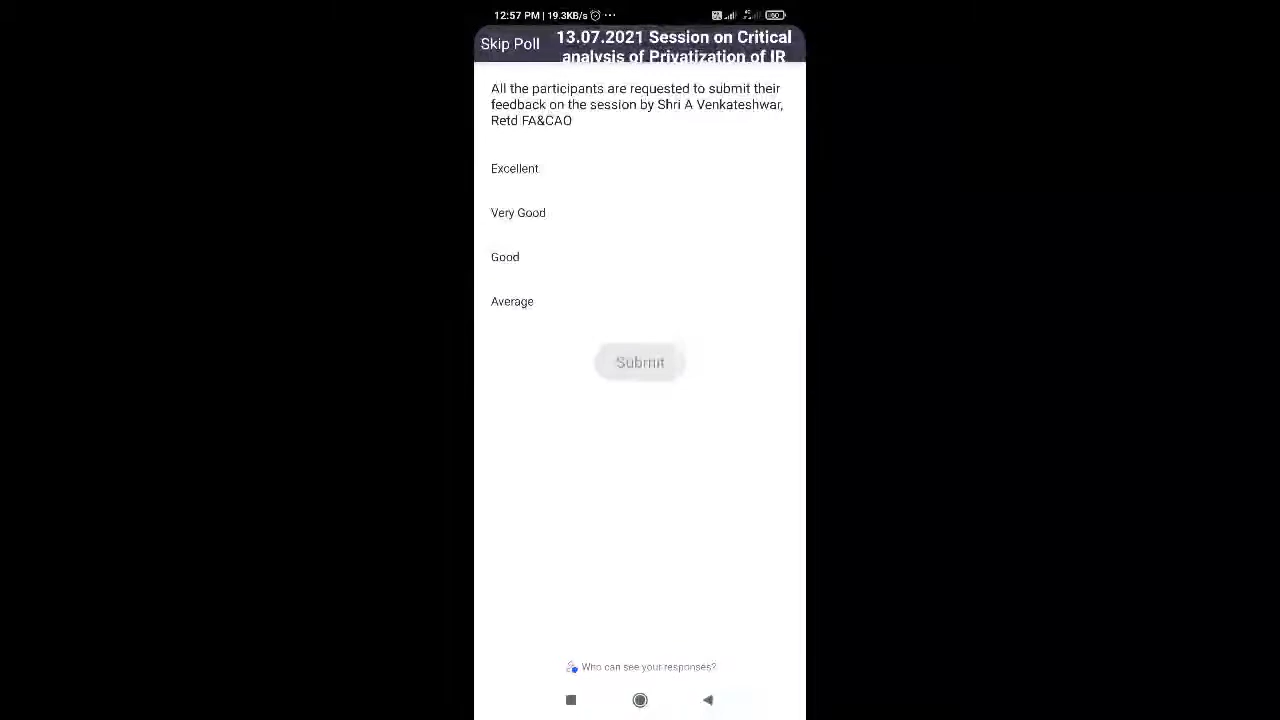 12:57 PM | 19.3KB/s ...
Skip Poll
13.07.2021 Session on Critical
analysis of Privatization of IR
All the participants are requested to submit their
feedback on the session by Shri A Venkateshwar,
Retd FA&CAO
Excellent
Very Good
Good
Average
Submit
Who can see your responses?